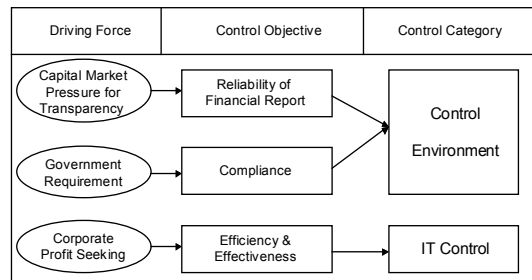 Driving Force
Control Objective
Control Category
Capital Market
Pressure for
Transparency
Reliability of
Financial Report
Control
Environment
Government
Requirement
Compliance
Corporate
Profit Seeking
Efficiency &
Effectiveness
IT Control